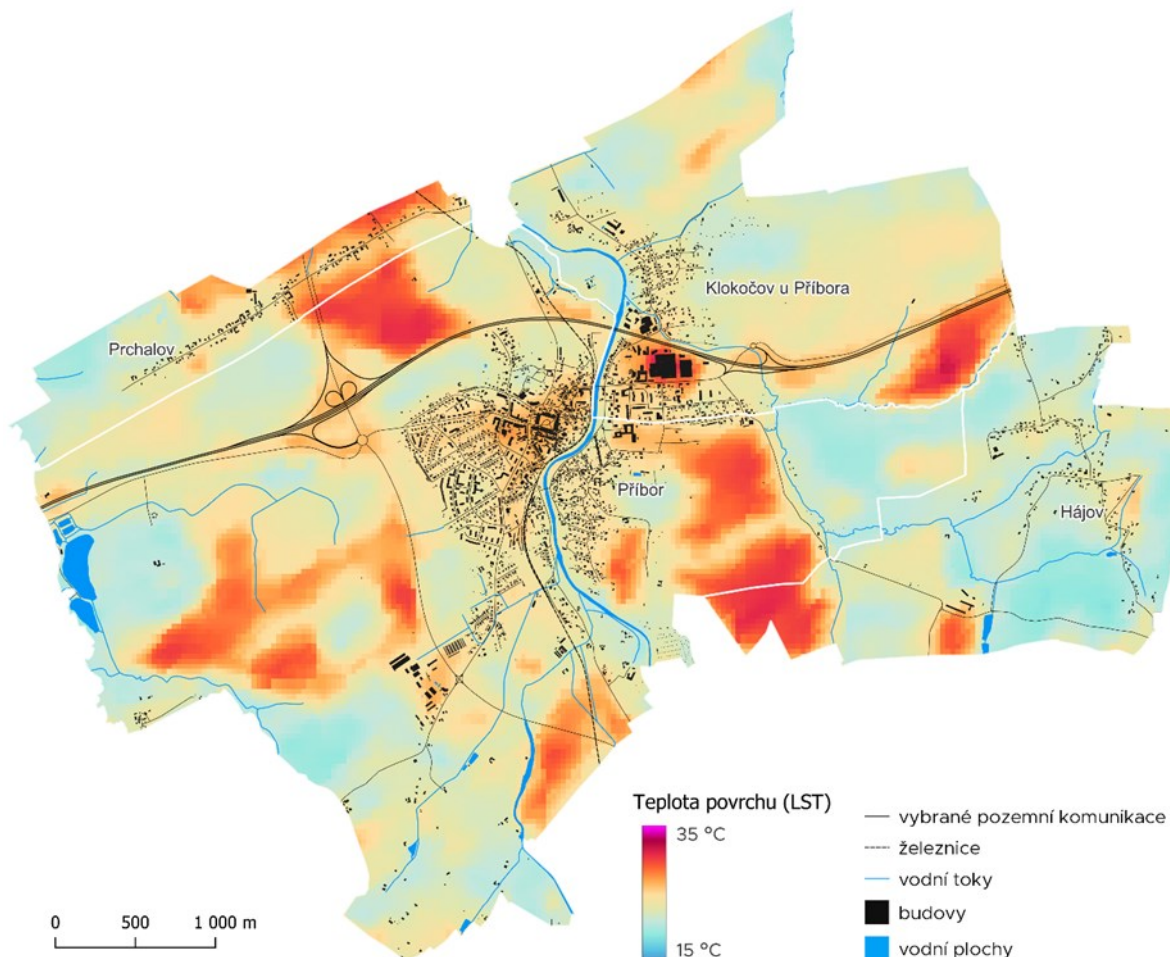 Klokočov u Příbora
Prchalov
Příbor
Hájov
Teplota povrchu (LST)
35 °C
15 °C
vybrané pozemní komunikace
železnice
vodní toky
budovy
vodní plochy
0 500 1 000 m